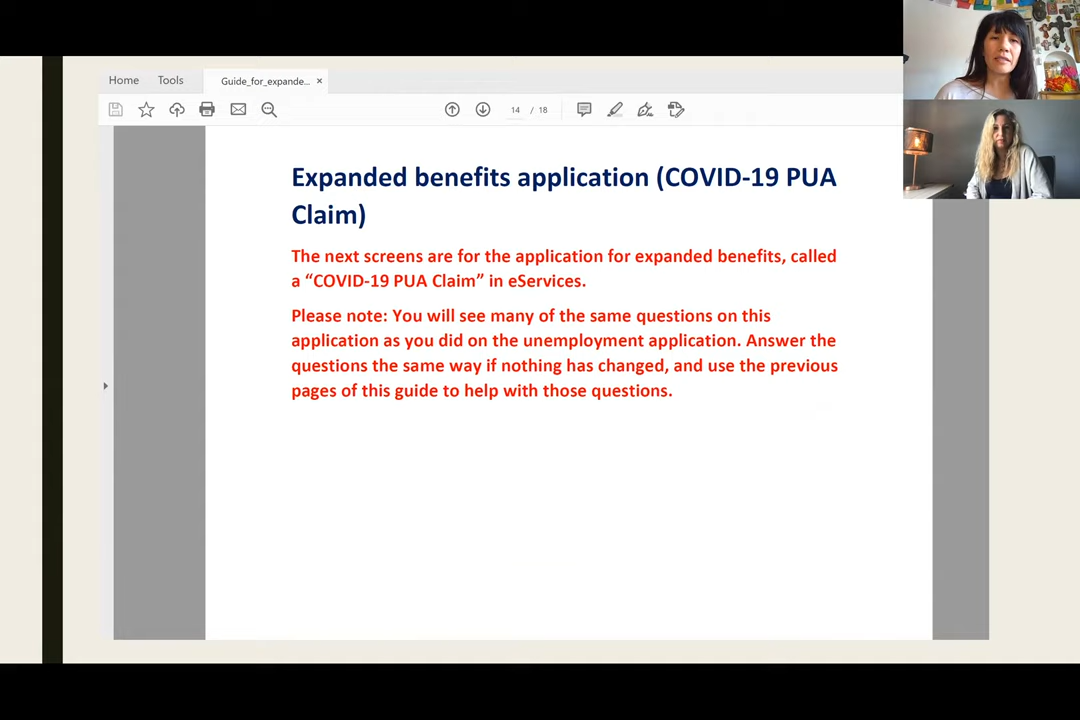 Home Tools Guide_for_expande... ×
14 / 18
Expanded benefits application (COVID-19 PUA
Claim)
The next screens are for the application for expanded benefits, called
a “COVID-19 PUA Claim” in eServices.
Please note: You will see many of the same questions on this
application as you did on the unemployment application. Answer the
questions the same way if nothing has changed, and use the previous
pages of this guide to help with those questions.